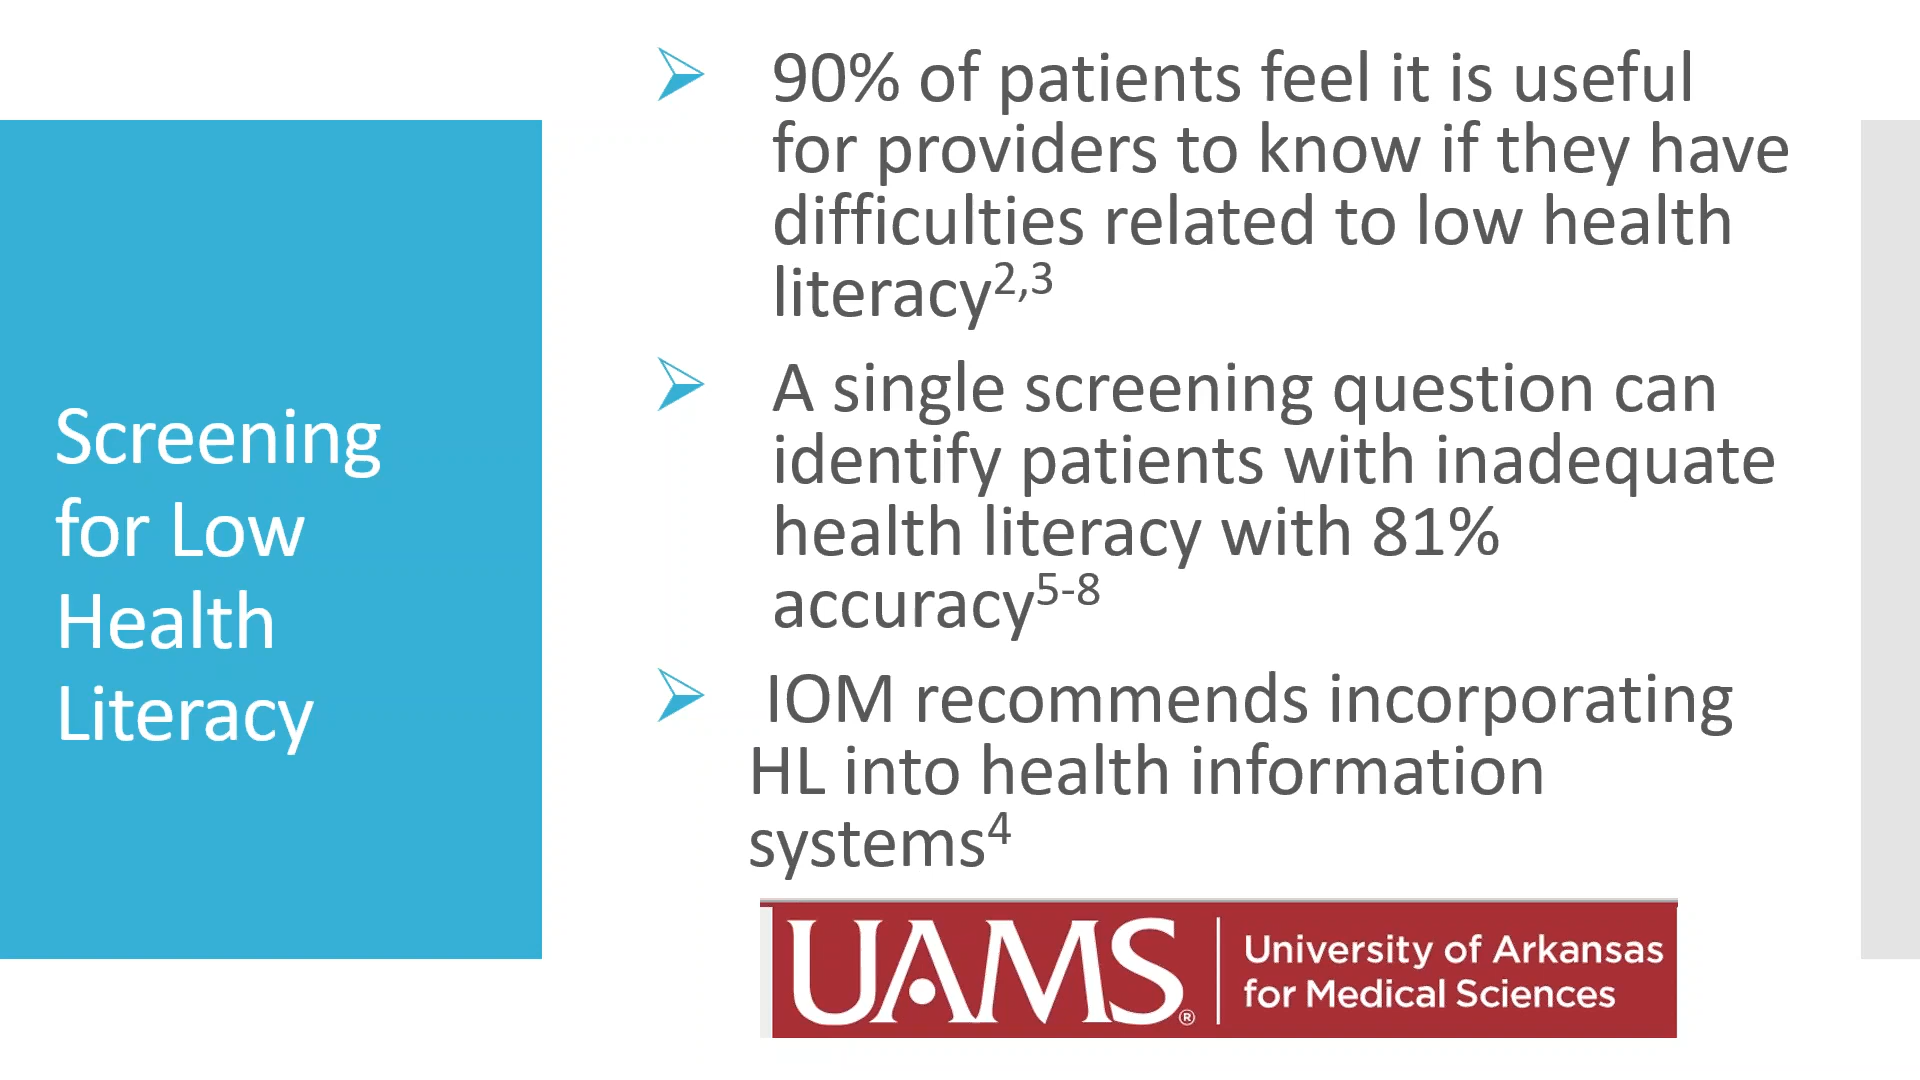 Screening
for Low
Health
Literacy
90% of patients feel it is useful
for providers to know if they have
difficulties related to low health
literacy2,3
A single screening question can
identify patients with inadequate
health literacy with 81%
accuracy5-8
IOM recommends incorporating
HL into health information
systems4
UAMS®
University of Arkansas
for Medical Sciences